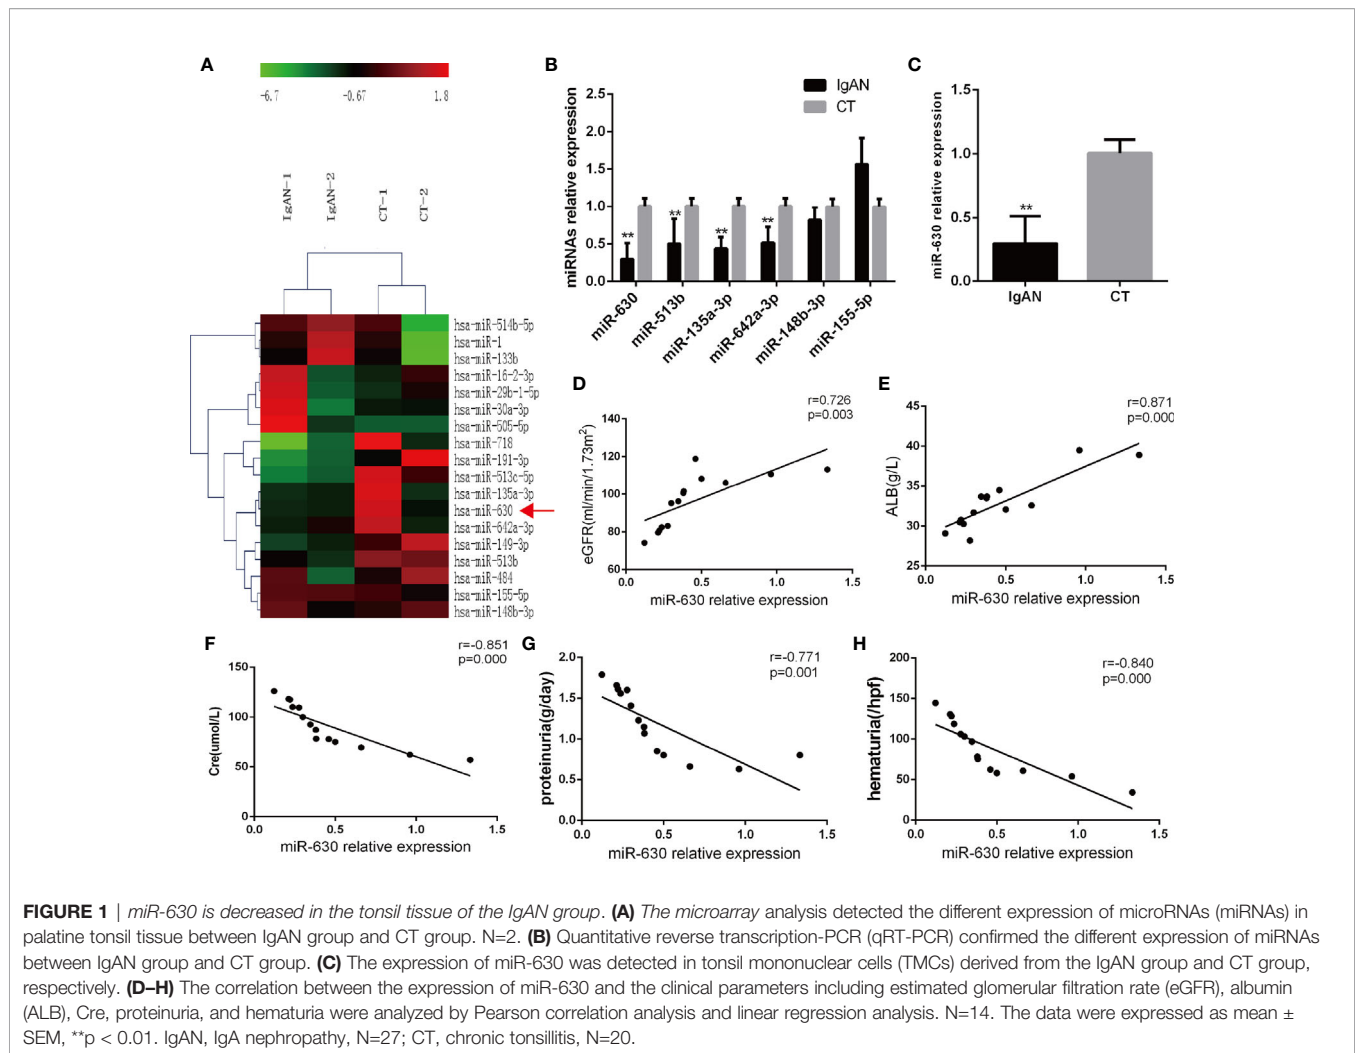 A
-6.7 -0.67 1.8
IgAN-1
IgAN-2
CT-1
CT-2
hsa-miR-514b-5p
hsa-miR-1
hsa-miR-133b
hsa-miR-16-2-3p
hsa-miR-29b-1-5p
hsa-miR-30a-3p
hsa-miR-505-5p
hsa-miR-718
hsa-miR-191-3p
hsa-miR-513c-5p
hsa-miR-135a-3p
hsa-miR-630
hsa-miR-642a-3p
hsa-miR-149-3p
hsa-miR-513b
hsa-miR-484
hsa-miR-155-5p
hsa-miR-148b-3p
B
IgAN
CT
miRNAs relative expression
2.5
2.0
1.5
1.0
0.5
0.0
** ** ** **
miR-630
miR-513b
miR-135a-3p
miR-642a-3p
miR-148b-3p
miR-155-5p
C
miR-630 relative expression
1.5
1.0
0.5
0.0
**
IgAN CT
D
r=0.726
p=0.003
eGFR(ml/min/1.73m²)
140
120
100
80
60
0.0 0.5 1.0 1.5
miR-630 relative expression
E
r=0.871
p=0.000
ALB(g/L)
45
40
35
30
25
0.0 0.5 1.0 1.5
miR-630 relative expression
F
r=-0.851
p=0.000
Cre(umol/L)
150
100
50
0
0.0 0.5 1.0 1.5
miR-630 relative expression
G
r=-0.771
p=0.001
proteinuria(g/day)
2.0
1.5
1.0
0.5
0.0
0.0 0.5 1.0 1.5
miR-630 relative expression
H
r=-0.840
p=0.000
hematuria(/hpf)
200
150
100
50
0
0.0 0.5 1.0 1.5
miR-630 relative expression
FIGURE 1 | miR-630 is decreased in the tonsil tissue of the IgAN group. (A) The microarray analysis detected the different expression of microRNAs (miRNAs) in
palatine tonsil tissue between IgAN group and CT group. N=2. (B) Quantitative reverse transcription-PCR (qRT-PCR) confirmed the different expression of miRNAs
between IgAN group and CT group. (C) The expression of miR-630 was detected in tonsil mononuclear cells (TMCs) derived from the IgAN group and CT group,
respectively. (D–H) The correlation between the expression of miR-630 and the clinical parameters including estimated glomerular filtration rate (eGFR), albumin
(ALB), Cre, proteinuria, and hematuria were analyzed by Pearson correlation analysis and linear regression analysis. N=14. The data were expressed as mean ±
SEM, **p < 0.01. IgAN, IgA nephropathy, N=27; CT, chronic tonsillitis, N=20.